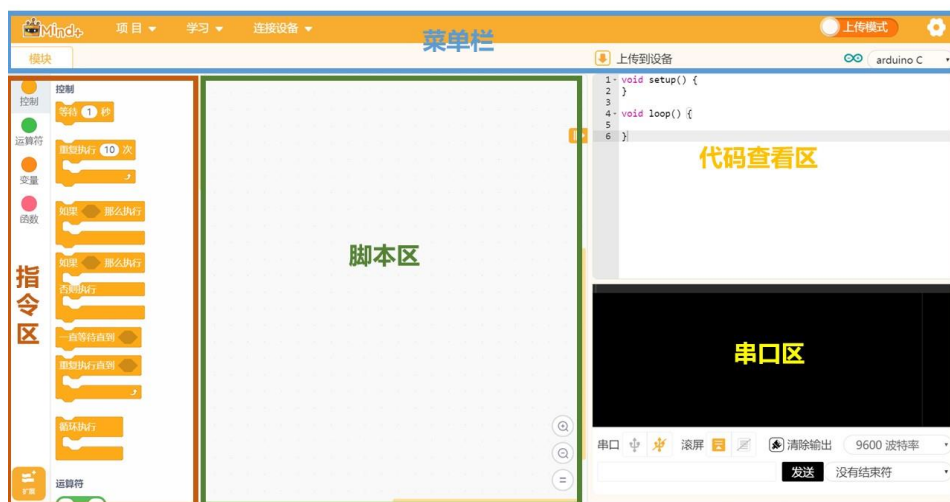 Mind+ 项目 学习 连接设备 上传模式
菜单栏
模块 上传到设备 arduino C
控制
运算符
变量
函数
指令区
扩展
控制
等待 1 秒
重复执行 10 次
如果 那么执行
如果 那么执行
否则执行
一直等待直到
重复执行直到
循环执行
运算符
脚本区
1 void setup() {
2 }
3
4 void loop() {
5
6 }
代码查看区
串口区
串口 滚屏 清除输出 9600 波特率
发送 没有结束符